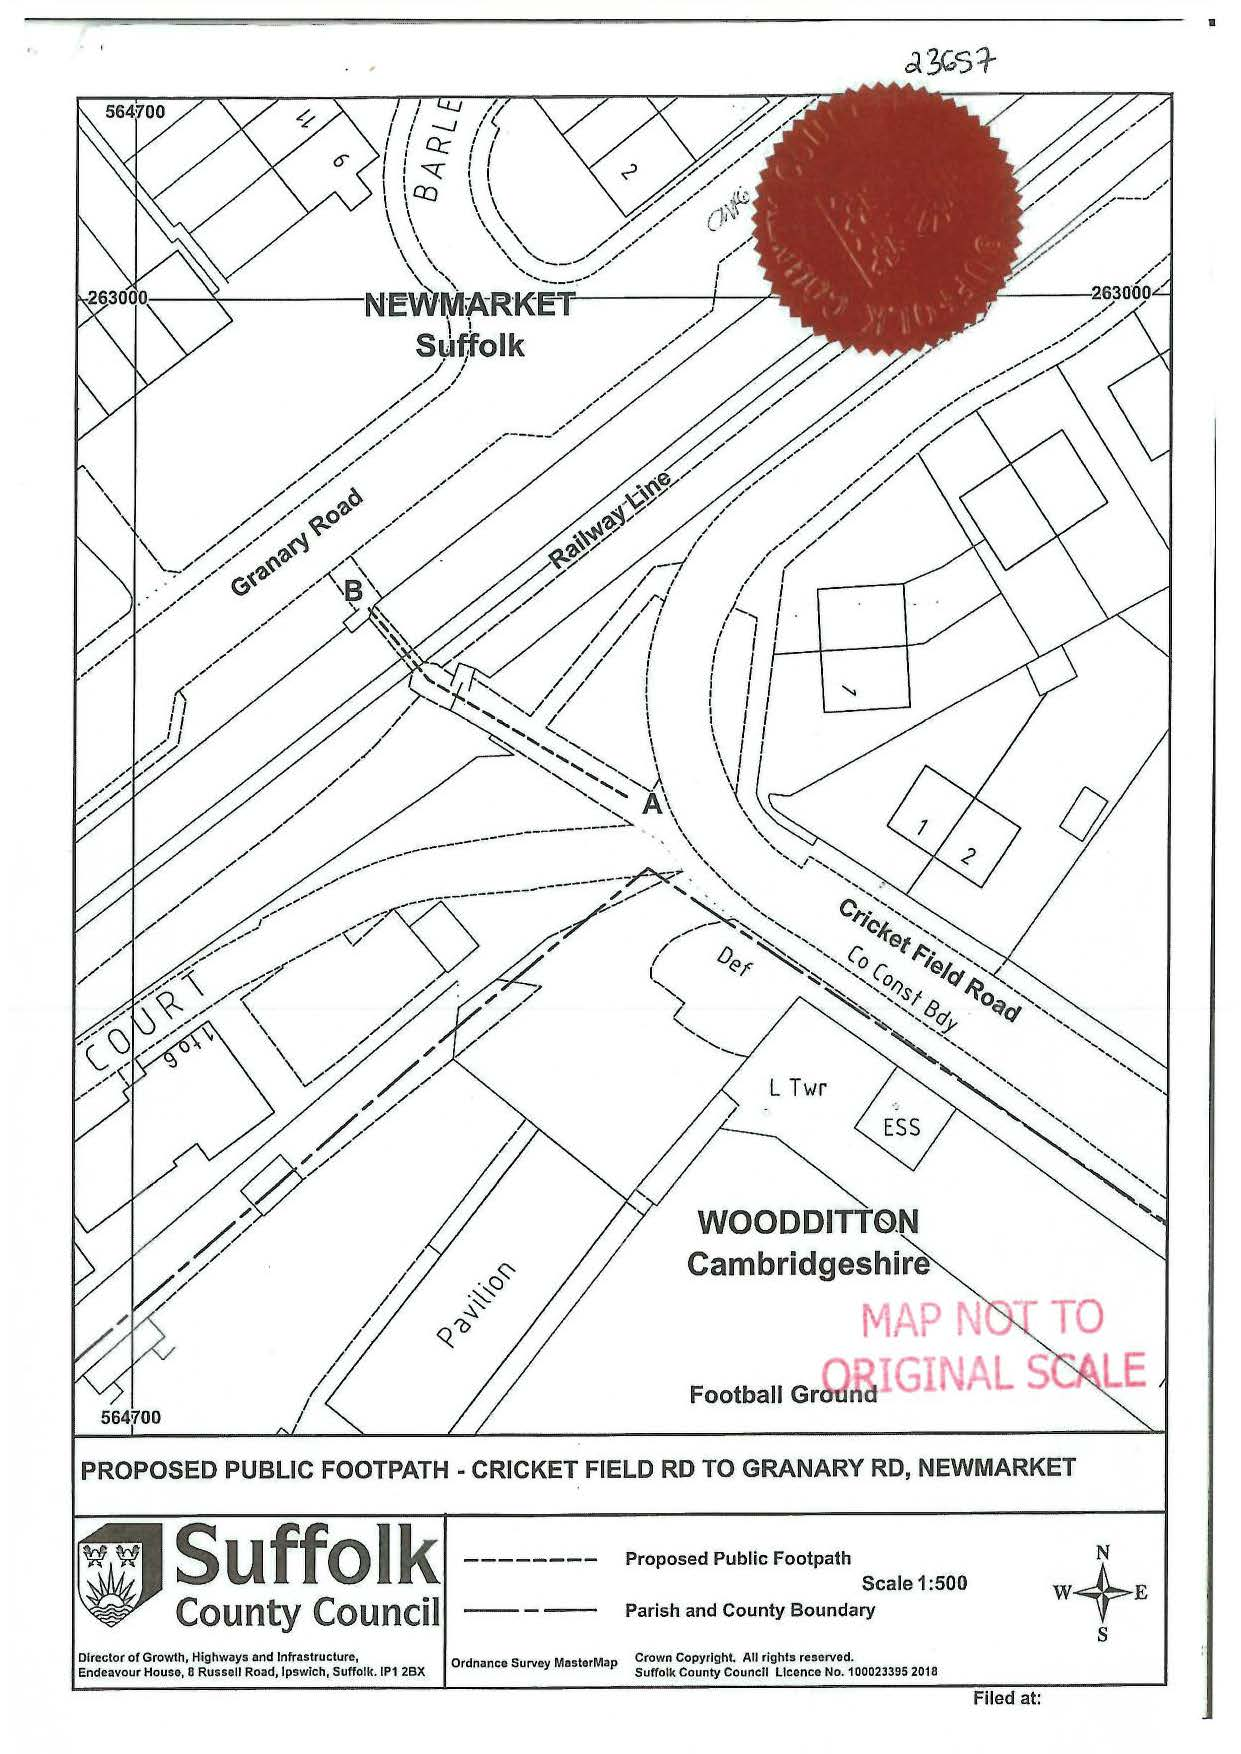 23657
564700
11
9
BARLE
2
263000
263000
NEWMARKET
Suffolk
Granary Road
Railway Line
B
A
1
1
2
Cricket Field Road
Co Const Bdy
Def
COURT
1to6
L Twr
ESS
WOODDITTON
Cambridgeshire
Pavilion
MAP NOT TO
ORIGINAL SCALE
Football Ground
564700
PROPOSED PUBLIC FOOTPATH - CRICKET FIELD RD TO GRANARY RD, NEWMARKET
Suffolk
County Council
Director of Growth, Highways and Infrastructure,
Endeavour House, 8 Russell Road, Ipswich, Suffolk. IP1 2BX
Proposed Public Footpath
Scale 1:500
Parish and County Boundary
Ordnance Survey MasterMap
Crown Copyright. All rights reserved.
Suffolk County Council Licence No. 100023395 2018
N
W
E
S
Filed at: